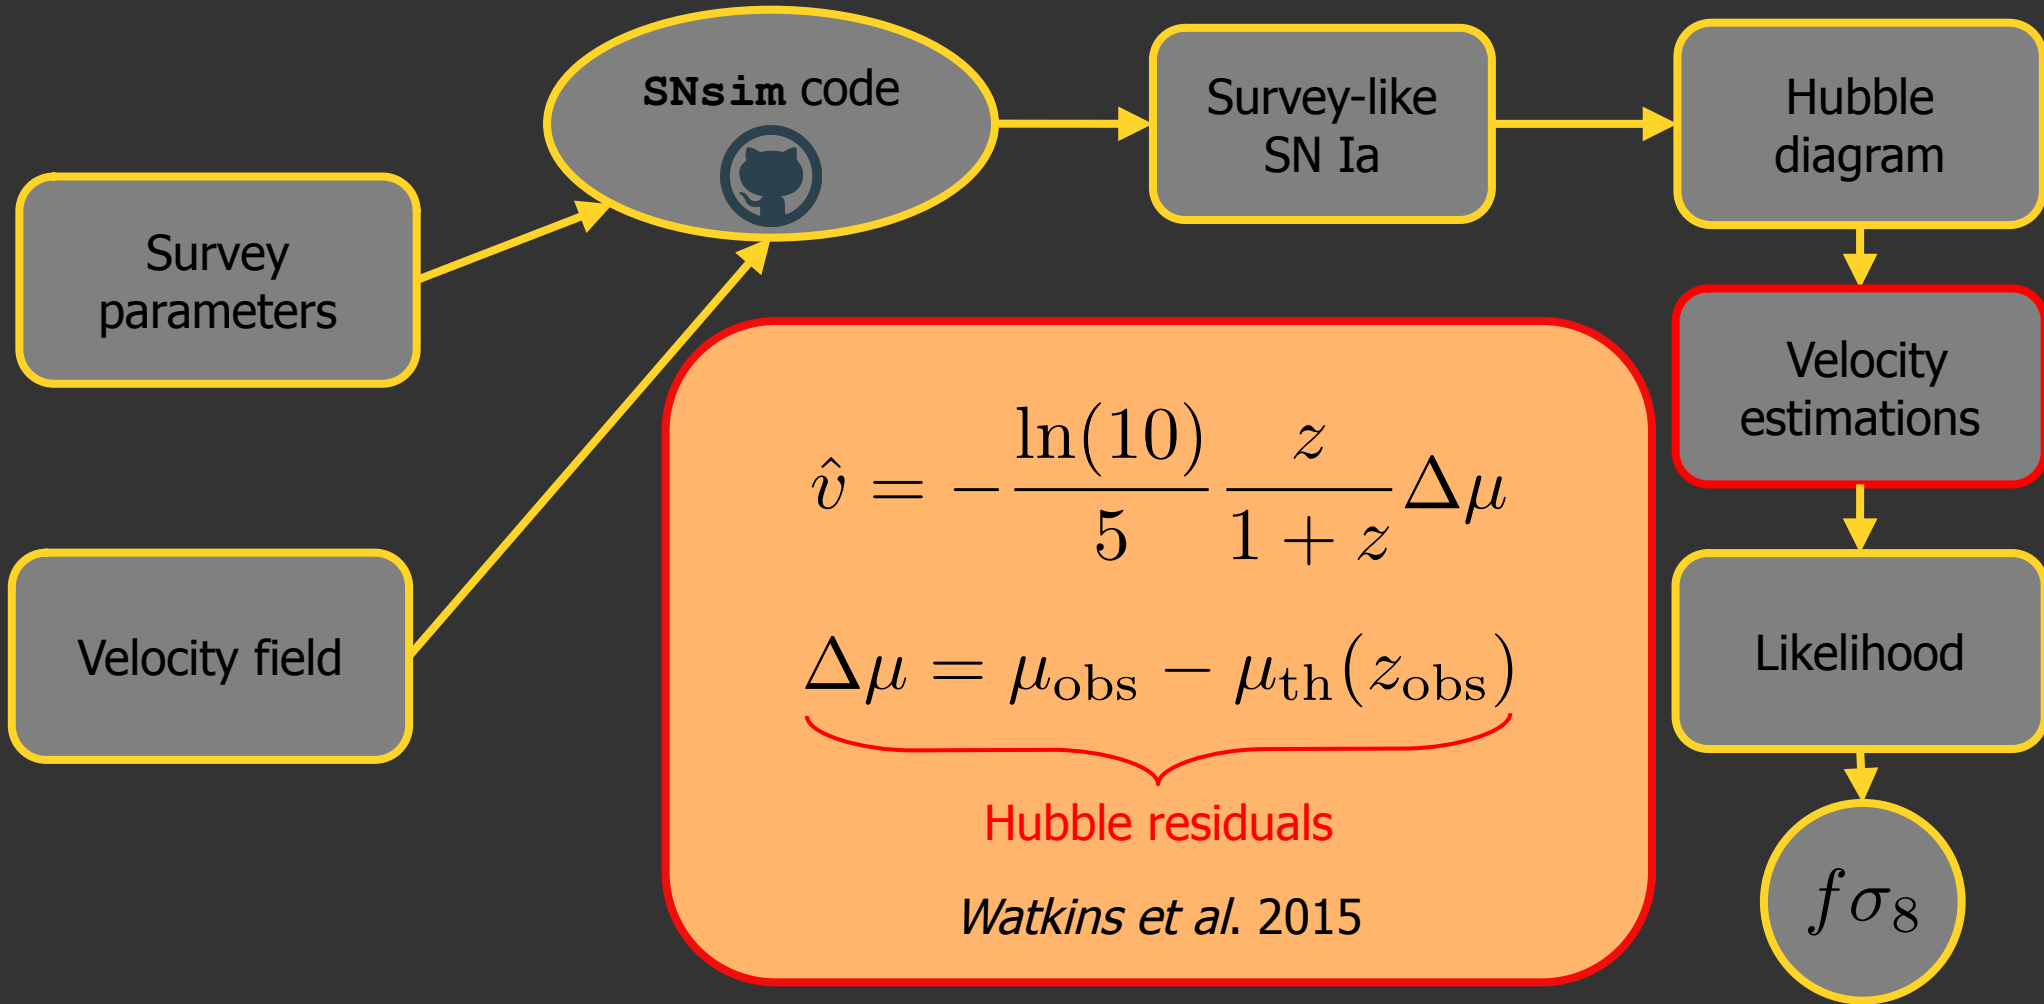 SNsim code
Survey-like
SN Ia
Hubble
diagram
Survey
parameters
Velocity
estimations
Velocity field
v̂ = − ln(10)/5 z/(1 + z) Δμ
Δμ = μ_obs − μ_th(z_obs)
Hubble residuals
Watkins et al. 2015
Likelihood
fσ₈